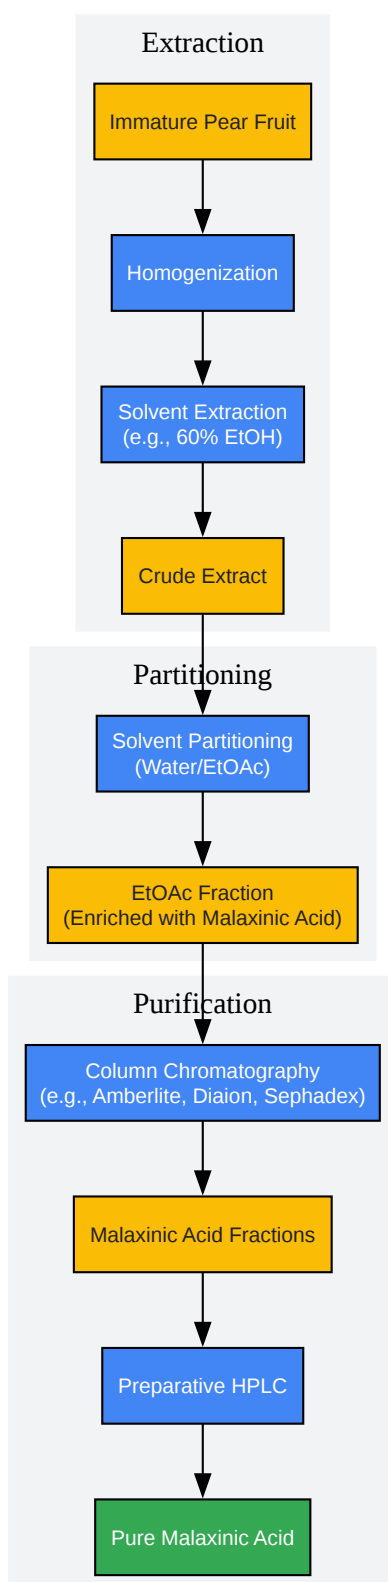 Extraction
Immature Pear Fruit
Homogenization
Solvent Extraction
(e.g., 60% EtOH)
Crude Extract
Partitioning
Solvent Partitioning
(Water/EtOAc)
EtOAc Fraction
(Enriched with Malaxinic Acid)
Purification
Column Chromatography
(e.g., Amberlite, Diaion, Sephadex)
Malaxinic Acid Fractions
Preparative HPLC
Pure Malaxinic Acid